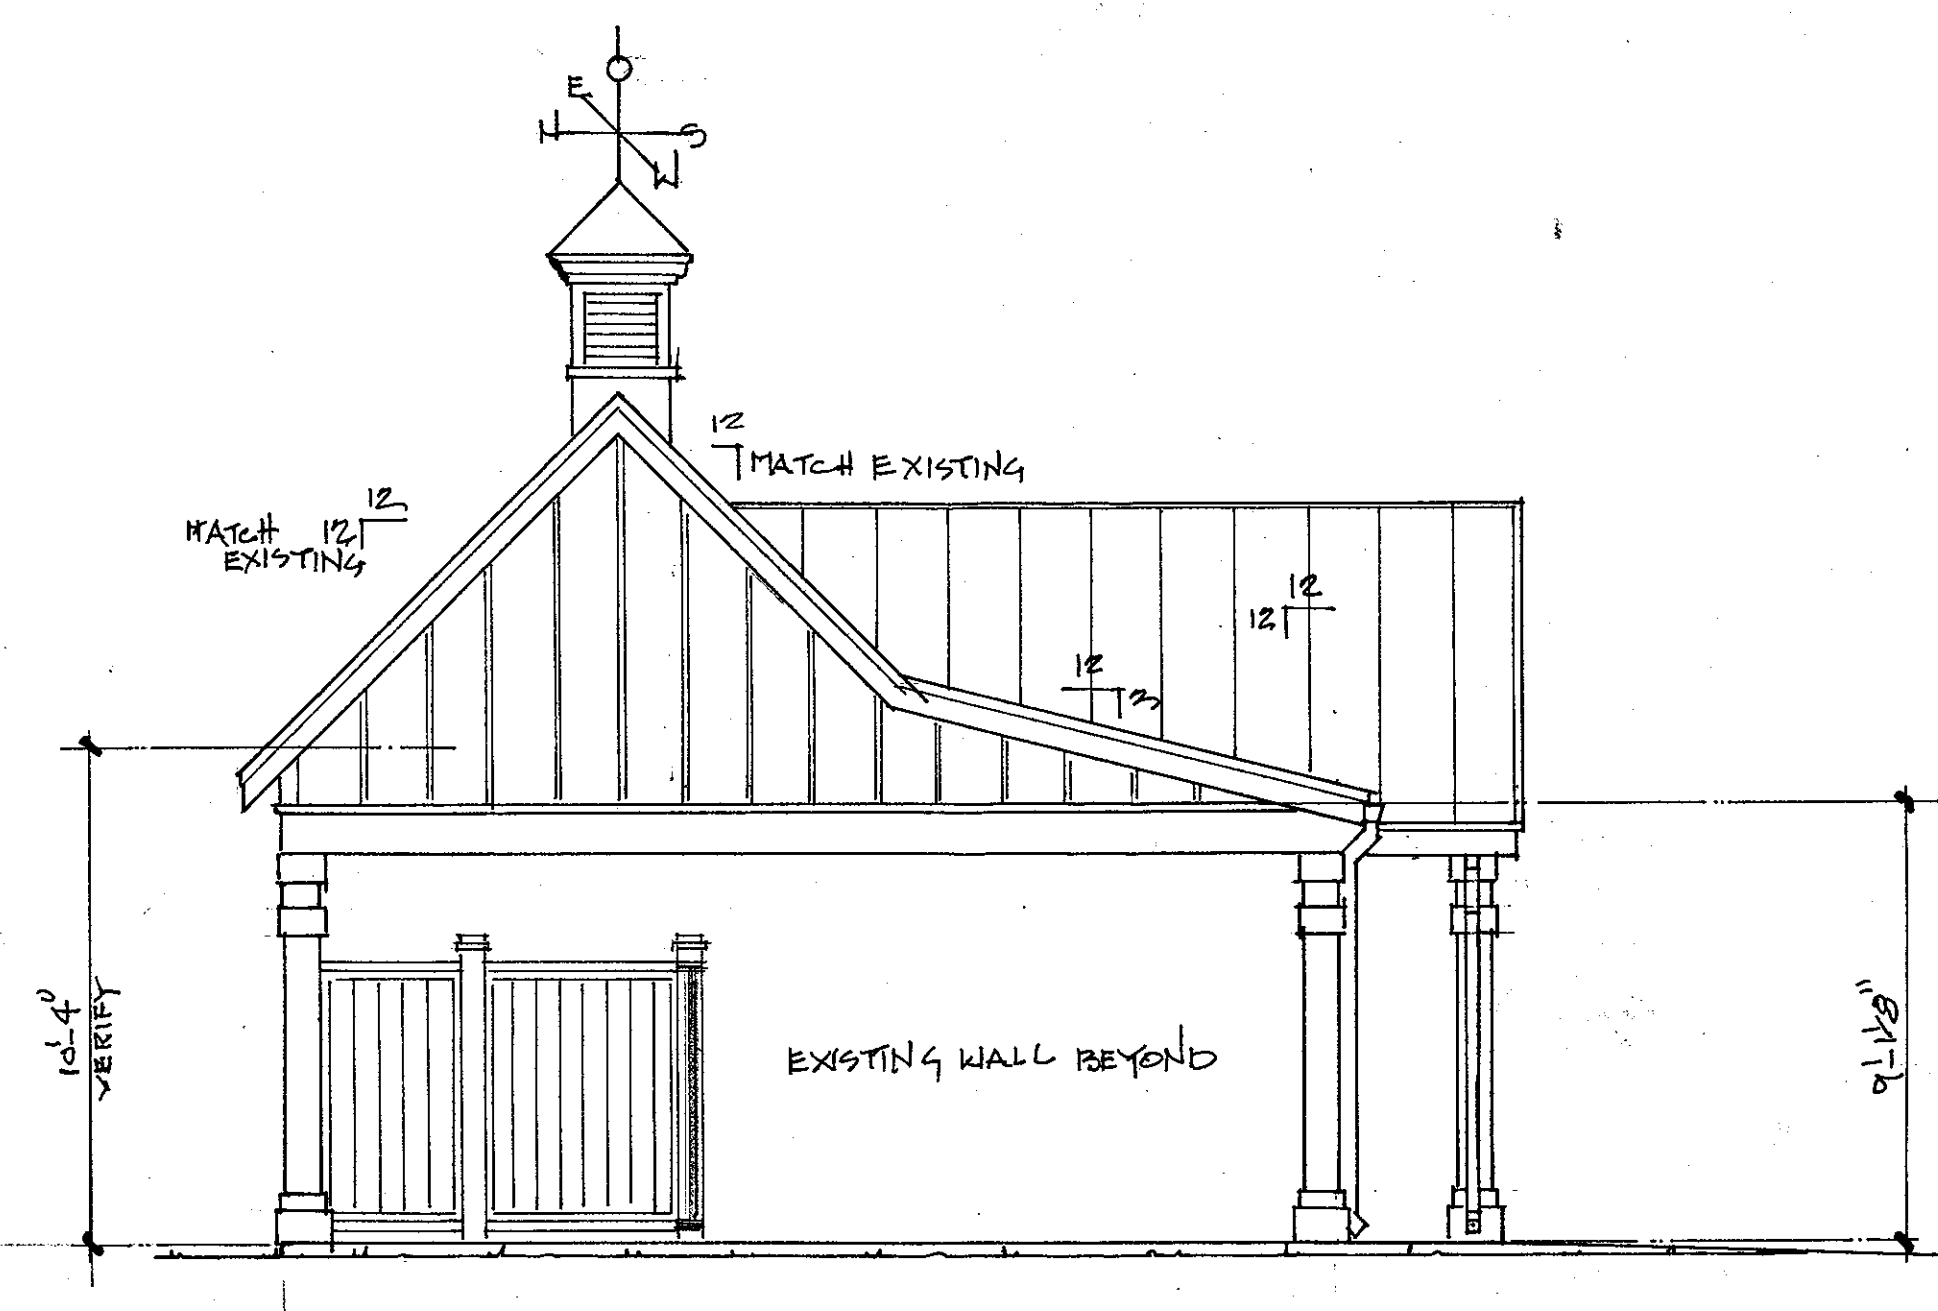 E
N
S
W
12
MATCH EXISTING
12
MATCH 12
EXISTING
12
12
12
3
10'-4"
VERIFY
9'-1 1/8"
EXISTING WALL BEYOND